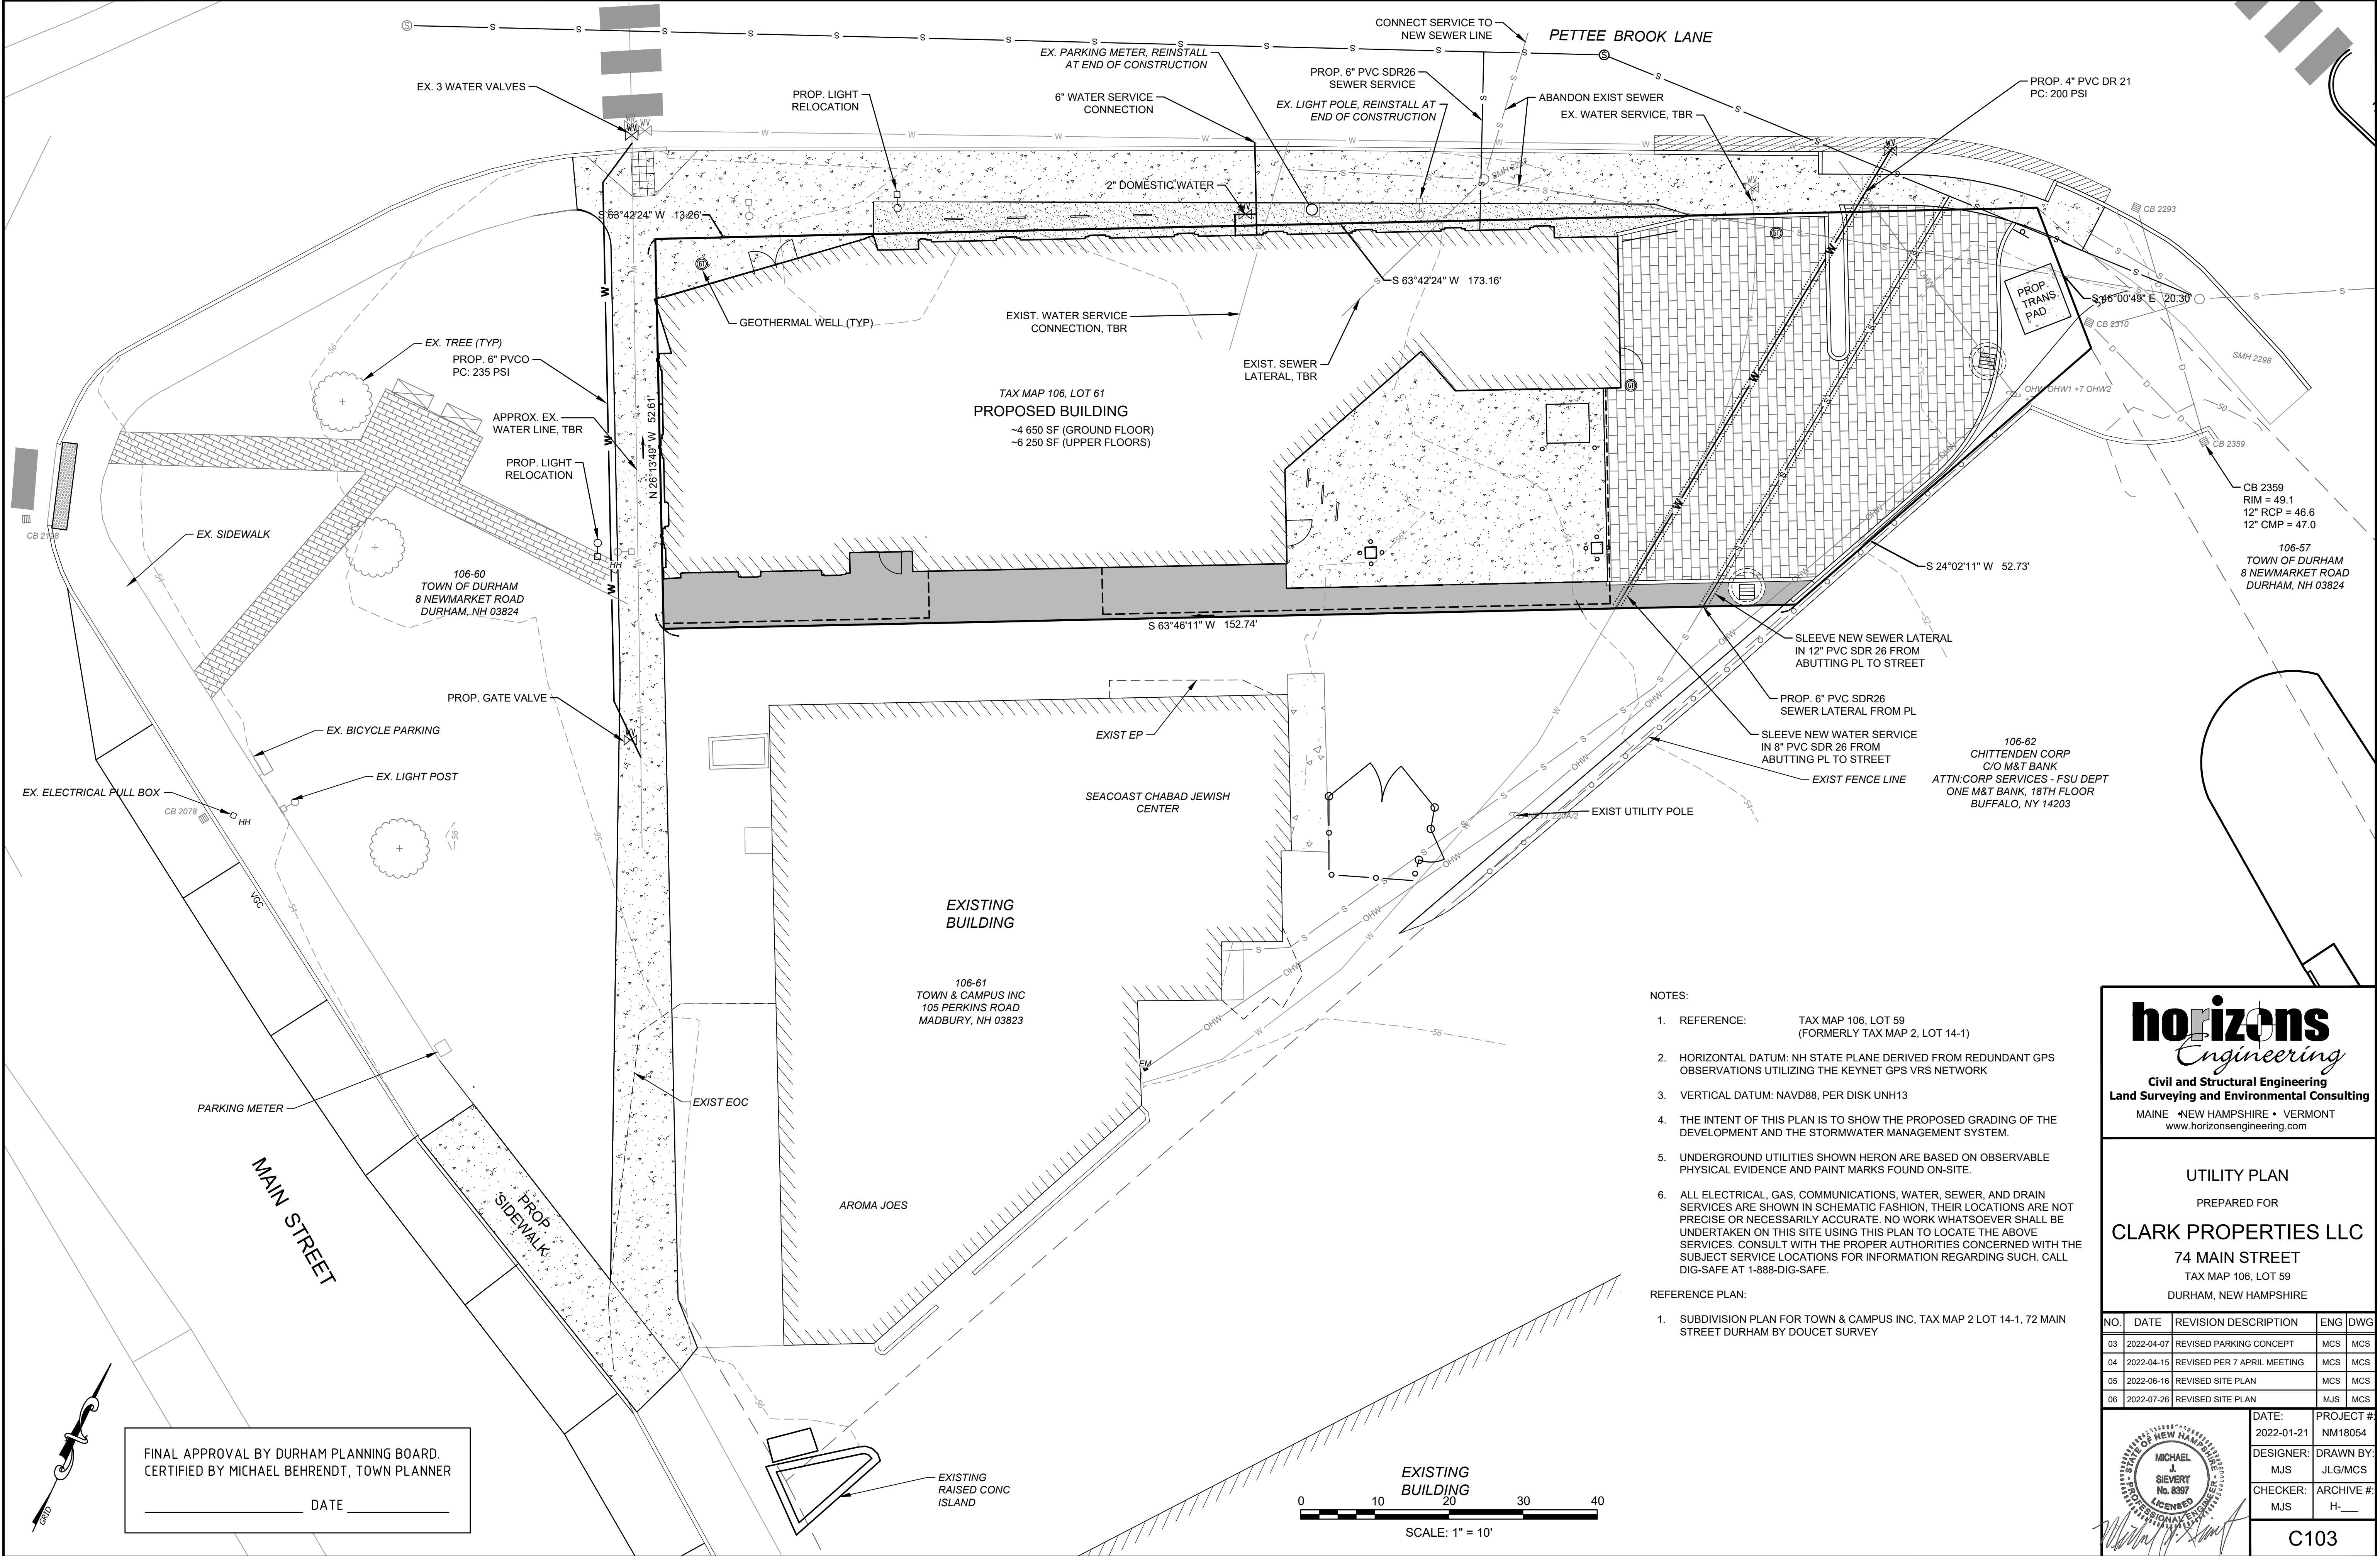 CONNECT SERVICE TO
NEW SEWER LINE
PETTEE BROOK LANE
EX. PARKING METER, REINSTALL
AT END OF CONSTRUCTION
EX. 3 WATER VALVES
PROP. LIGHT
RELOCATION
6" WATER SERVICE
CONNECTION
PROP. 6" PVC SDR26
SEWER SERVICE
EX. LIGHT POLE, REINSTALL AT
END OF CONSTRUCTION
ABANDON EXIST SEWER
EX. WATER SERVICE, TBR
PROP. 4" PVC DR 21
PC: 200 PSI
2" DOMESTIC WATER
S 63°42'24" W 13.26'
CB 2293
S 63°42'24" W 173.16'
PROP.
TRANS.
PAD
S 46°00'49" E 20.30'
CB 2310
SMH 2298
GEOTHERMAL WELL (TYP)
EXIST. WATER SERVICE
CONNECTION, TBR
EXIST. SEWER
LATERAL, TBR
EX. TREE (TYP)
PROP. 6" PVCO
PC: 235 PSI
APPROX. EX.
WATER LINE, TBR
N 26°13'49" W 52.61'
TAX MAP 106, LOT 61
PROPOSED BUILDING
~4 650 SF (GROUND FLOOR)
~6 250 SF (UPPER FLOORS)
OHW OHW1 +7 OHW2
CB 2359
PROP. LIGHT
RELOCATION
CB 2359
RIM = 49.1
12" RCP = 46.6
12" CMP = 47.0
106-57
TOWN OF DURHAM
8 NEWMARKET ROAD
DURHAM, NH 03824
CB 2128
EX. SIDEWALK
HH
106-60
TOWN OF DURHAM
8 NEWMARKET ROAD
DURHAM, NH 03824
S 24°02'11" W 52.73'
S 63°46'11" W 152.74'
SLEEVE NEW SEWER LATERAL
IN 12" PVC SDR 26 FROM
ABUTTING PL TO STREET
PROP. GATE VALVE
PROP. 6" PVC SDR26
SEWER LATERAL FROM PL
EX. BICYCLE PARKING
EXIST EP
SLEEVE NEW WATER SERVICE
IN 8" PVC SDR 26 FROM
ABUTTING PL TO STREET
EXIST FENCE LINE
106-62
CHITTENDEN CORP
C/O M&T BANK
ATTN:CORP SERVICES - FSU DEPT
ONE M&T BANK, 18TH FLOOR
BUFFALO, NY 14203
EX. LIGHT POST
EX. ELECTRICAL PULL BOX
CB 2078
HH
SEACOAST CHABAD JEWISH
CENTER
EXIST UTILITY POLE
VGC
EXISTING
BUILDING
106-61
TOWN & CAMPUS INC
105 PERKINS ROAD
MADBURY, NH 03823
EM
PARKING METER
EXIST EOC
MAIN STREET
PROP.
SIDEWALK
AROMA JOES
EXISTING
RAISED CONC
ISLAND
EXISTING
BUILDING
0 10 20 30 40
SCALE: 1" = 10'
GRID
FINAL APPROVAL BY DURHAM PLANNING BOARD.
CERTIFIED BY MICHAEL BEHRENDT, TOWN PLANNER
DATE
NOTES:
1. REFERENCE: TAX MAP 106, LOT 59
(FORMERLY TAX MAP 2, LOT 14-1)
2. HORIZONTAL DATUM: NH STATE PLANE DERIVED FROM REDUNDANT GPS
OBSERVATIONS UTILIZING THE KEYNET GPS VRS NETWORK
3. VERTICAL DATUM: NAVD88, PER DISK UNH13
4. THE INTENT OF THIS PLAN IS TO SHOW THE PROPOSED GRADING OF THE
DEVELOPMENT AND THE STORMWATER MANAGEMENT SYSTEM.
5. UNDERGROUND UTILITIES SHOWN HERON ARE BASED ON OBSERVABLE
PHYSICAL EVIDENCE AND PAINT MARKS FOUND ON-SITE.
6. ALL ELECTRICAL, GAS, COMMUNICATIONS, WATER, SEWER, AND DRAIN
SERVICES ARE SHOWN IN SCHEMATIC FASHION, THEIR LOCATIONS ARE NOT
PRECISE OR NECESSARILY ACCURATE. NO WORK WHATSOEVER SHALL BE
UNDERTAKEN ON THIS SITE USING THIS PLAN TO LOCATE THE ABOVE
SERVICES. CONSULT WITH THE PROPER AUTHORITIES CONCERNED WITH THE
SUBJECT SERVICE LOCATIONS FOR INFORMATION REGARDING SUCH. CALL
DIG-SAFE AT 1-888-DIG-SAFE.
REFERENCE PLAN:
1. SUBDIVISION PLAN FOR TOWN & CAMPUS INC, TAX MAP 2 LOT 14-1, 72 MAIN
STREET DURHAM BY DOUCET SURVEY
horizons
Engineering
Civil and Structural Engineering
Land Surveying and Environmental Consulting
MAINE • NEW HAMPSHIRE • VERMONT
www.horizonsengineering.com
UTILITY PLAN
PREPARED FOR
CLARK PROPERTIES LLC
74 MAIN STREET
TAX MAP 106, LOT 59
DURHAM, NEW HAMPSHIRE
NO. DATE REVISION DESCRIPTION ENG DWG
03 2022-04-07 REVISED PARKING CONCEPT MCS MCS
04 2022-04-15 REVISED PER 7 APRIL MEETING MCS MCS
05 2022-06-16 REVISED SITE PLAN MCS MCS
06 2022-07-26 REVISED SITE PLAN MJS MCS
STATE OF NEW HAMPSHIRE
MICHAEL
J.
SIEVERT
No. 8397
LICENSED
PROFESSIONAL ENGINEER
DATE: PROJECT #:
2022-01-21 NM18054
DESIGNER: DRAWN BY:
MJS JLG/MCS
CHECKER: ARCHIVE #:
MJS H-___
C103